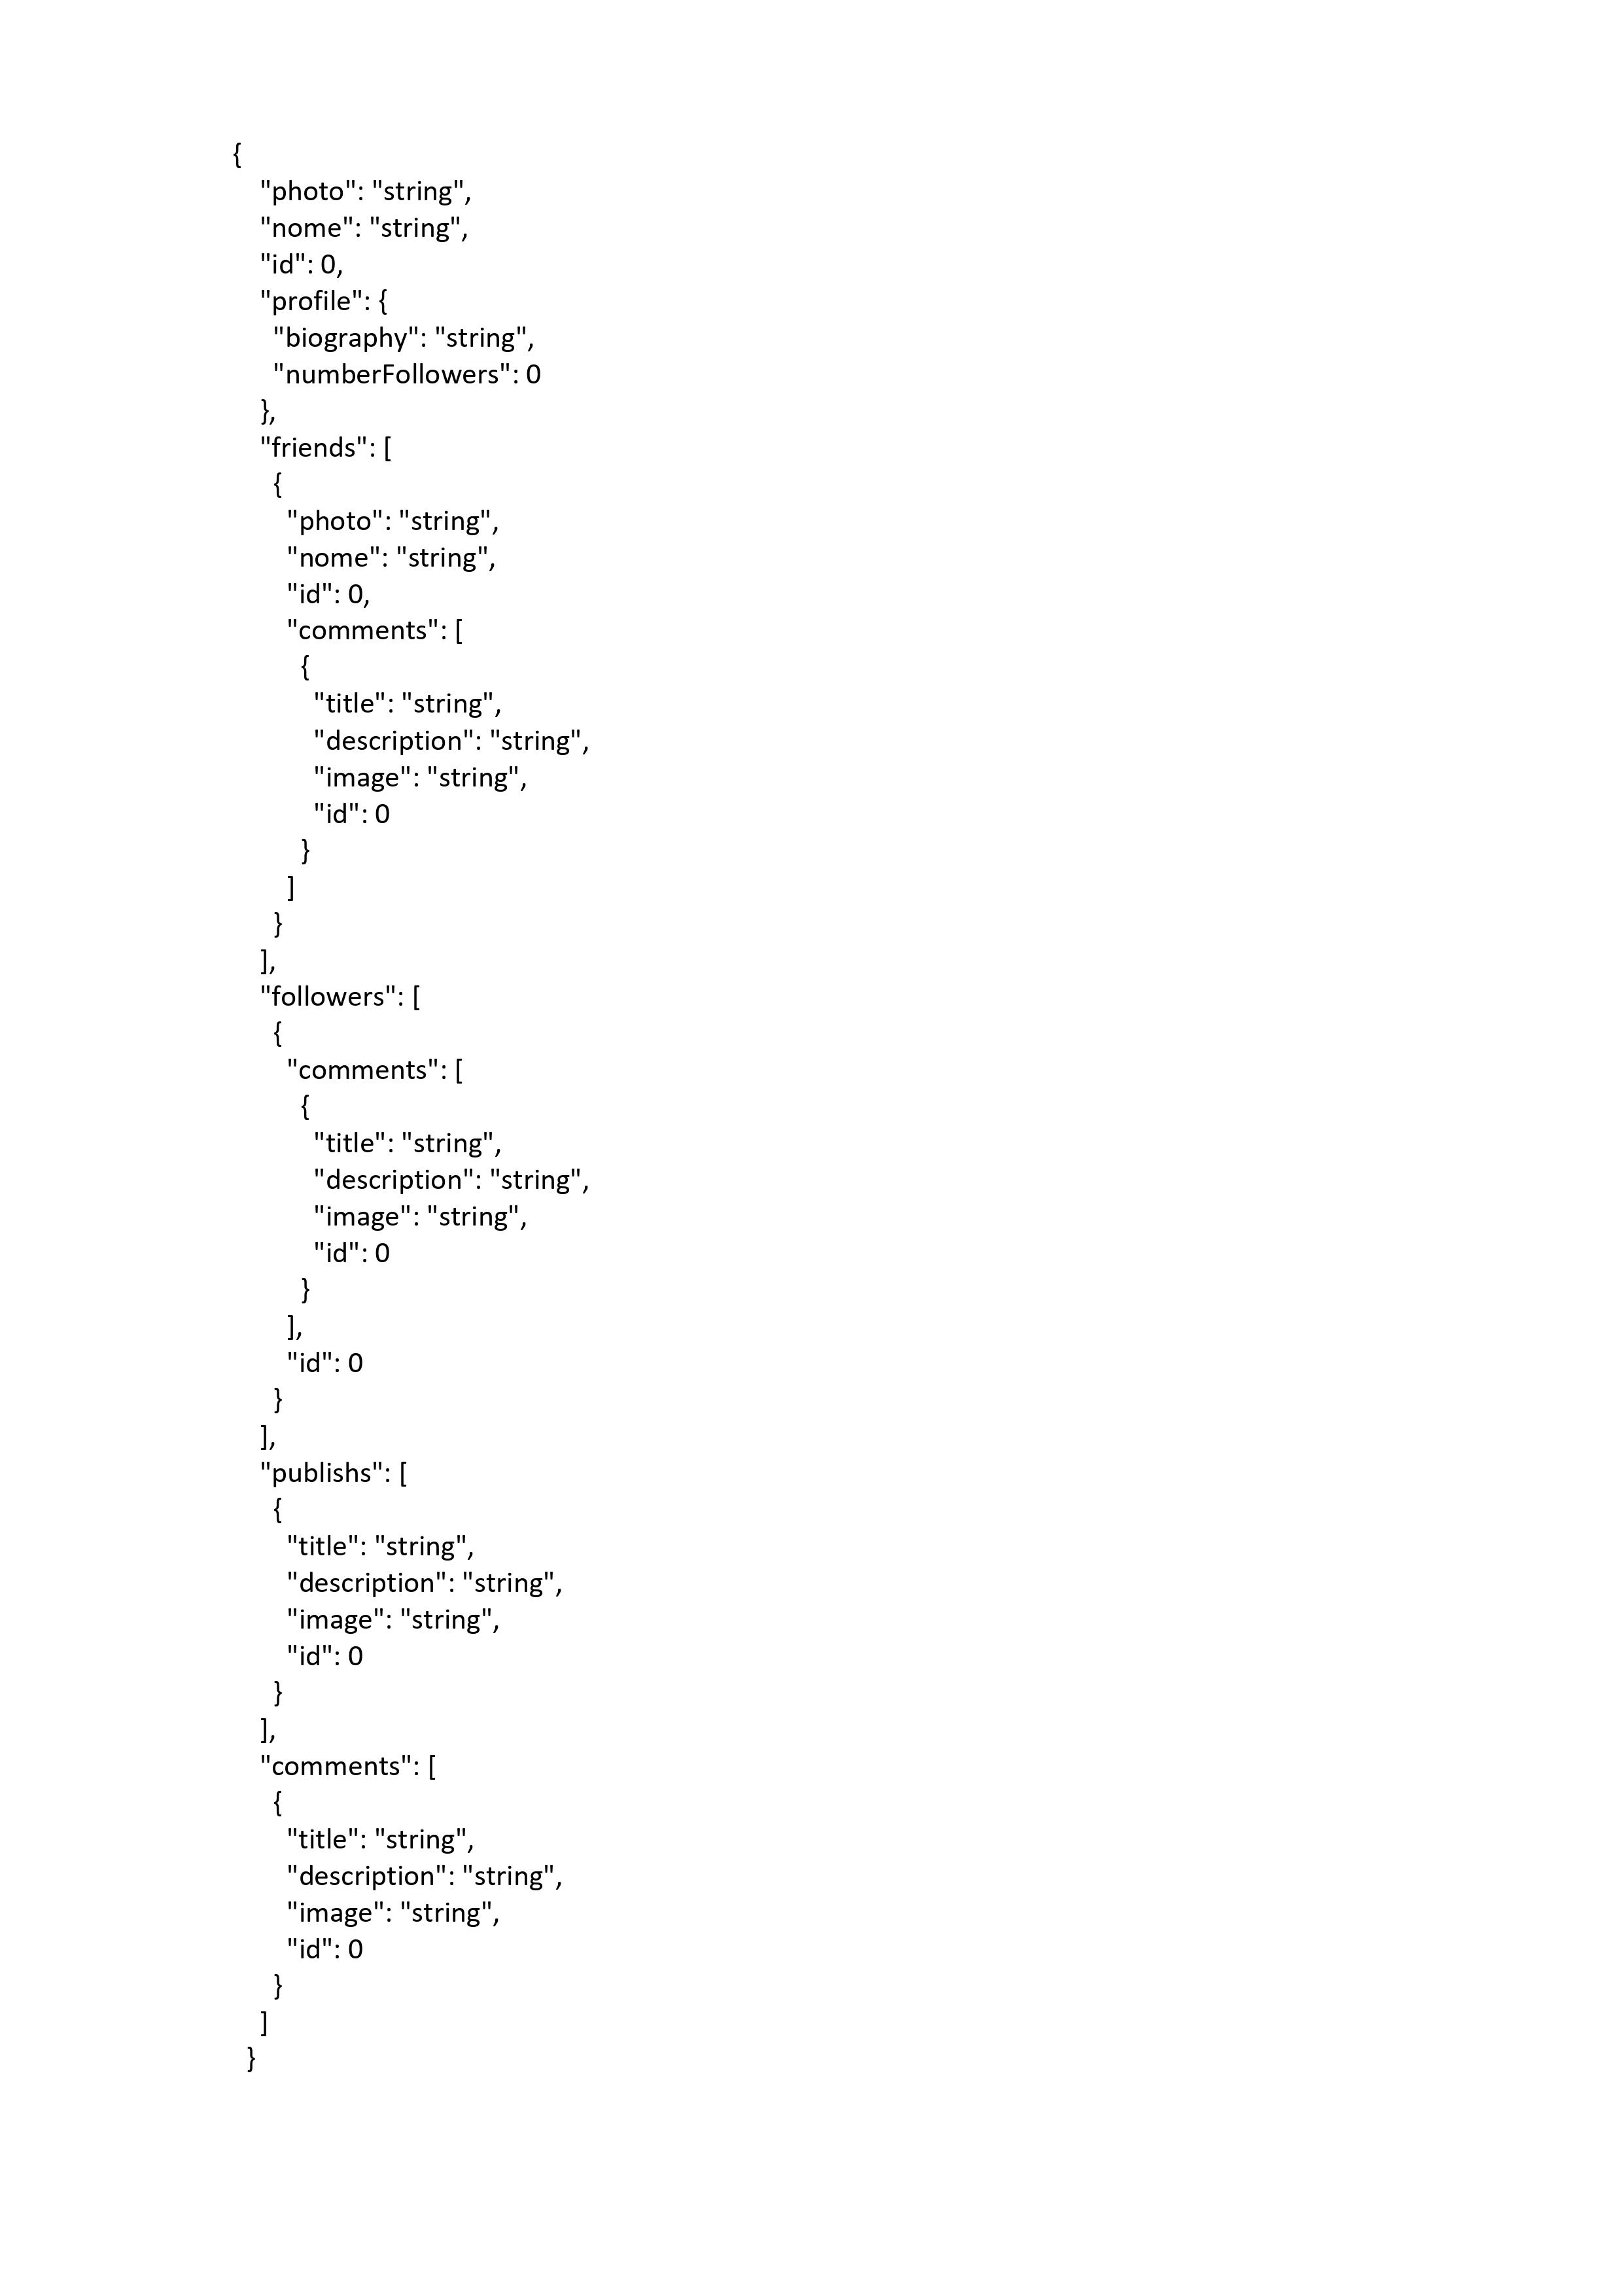 {
"photo": "string",
"nome": "string",
"id": 0,
"profile": {
"biography": "string",
"numberFollowers": 0
},
"friends": [
{
"photo": "string",
"nome": "string",
"id": 0,
"comments": [
{
"title": "string",
"description": "string",
"image": "string",
"id": 0
}
]
}
],
"followers": [
{
"comments": [
{
"title": "string",
"description": "string",
"image": "string",
"id": 0
}
],
"id": 0
}
],
"publishs": [
{
"title": "string",
"description": "string",
"image": "string",
"id": 0
}
],
"comments": [
{
"title": "string",
"description": "string",
"image": "string",
"id": 0
}
]
}